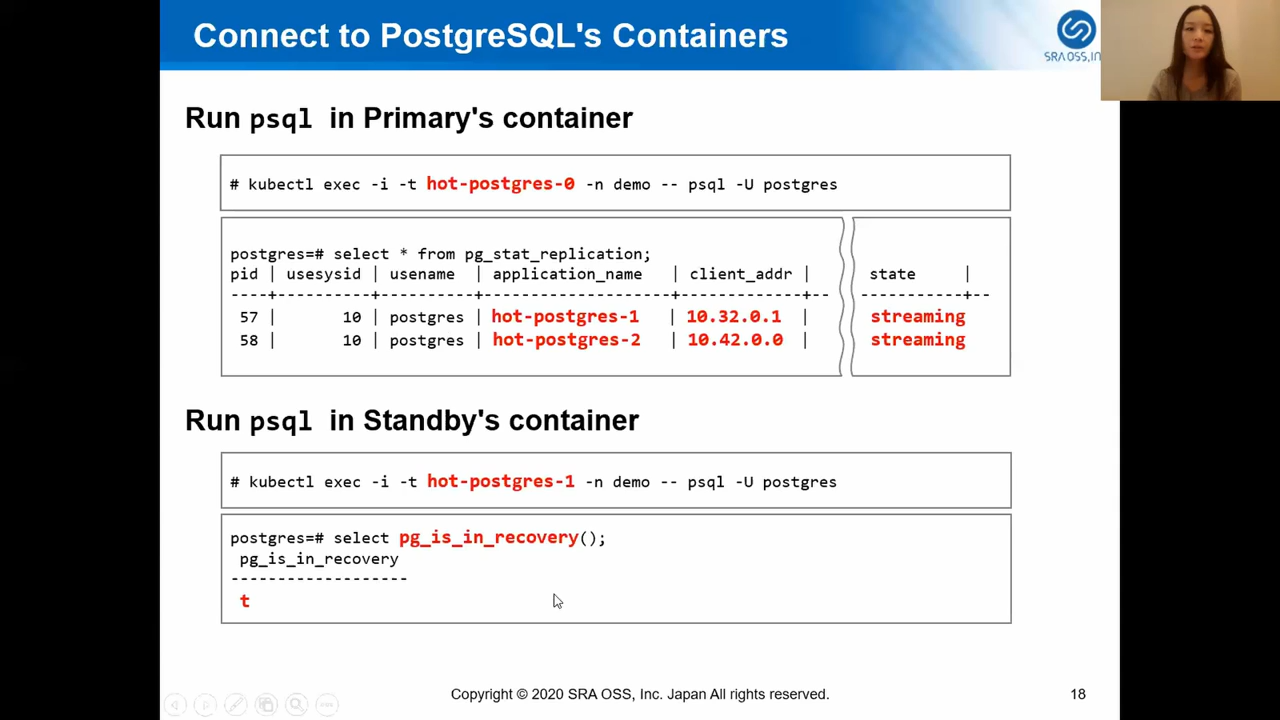 Connect to PostgreSQL's Containers
SRA OSS, IN
Run psql in Primary's container
# kubectl exec -i -t hot-postgres-0 -n demo -- psql -U postgres
postgres=# select * from pg_stat_replication;
pid | usesysid | usename | application_name | client_addr | state |
----+----------+----------+--------------------+-------------+-- -----------+--
57 | 10 | postgres | hot-postgres-1 | 10.32.0.1 | streaming
58 | 10 | postgres | hot-postgres-2 | 10.42.0.0 | streaming
Run psql in Standby's container
# kubectl exec -i -t hot-postgres-1 -n demo -- psql -U postgres
postgres=# select pg_is_in_recovery();
pg_is_in_recovery
-------------------
t
Copyright © 2020 SRA OSS, Inc. Japan All rights reserved.
18